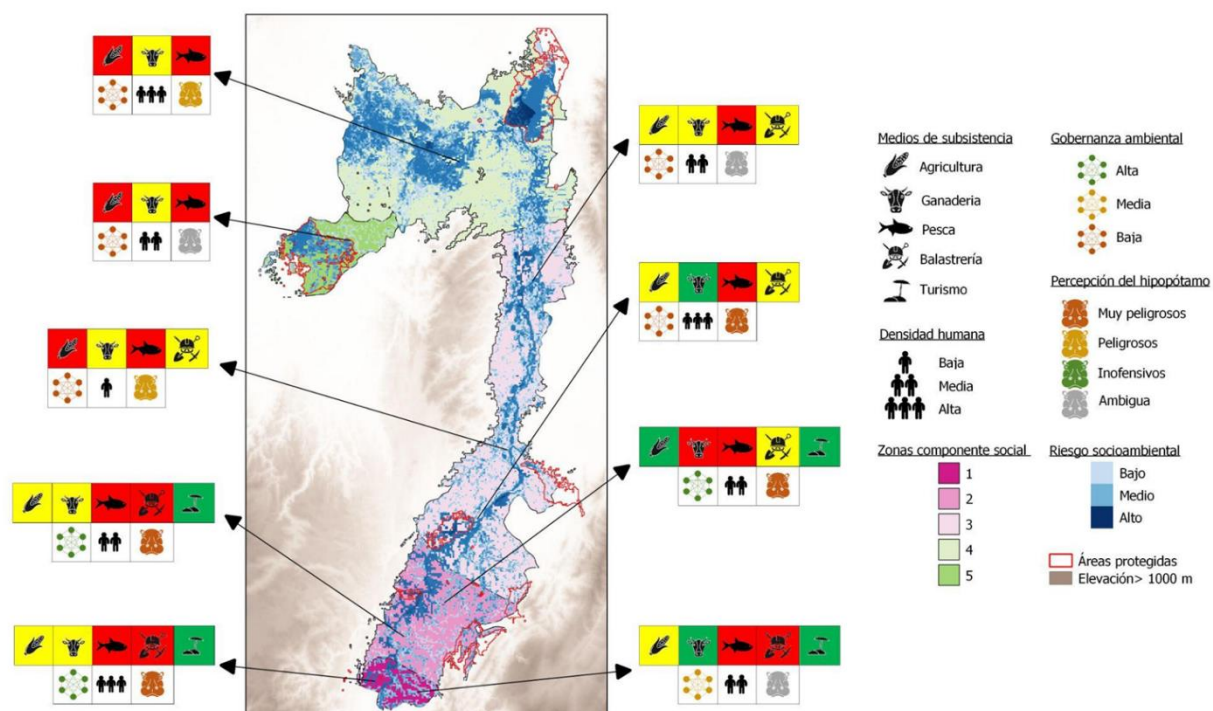 Medios de subsistencia
Agricultura
Ganaderia
Pesca
Balastrería
Turismo
Densidad humana
Baja
Media
Alta
Zonas componente social
1
2
3
4
5
Gobernanza ambiental
Alta
Media
Baja
Percepción del hipopótamo
Muy peligrosos
Peligrosos
Inofensivos
Ambigua
Riesgo socioambiental
Bajo
Medio
Alto
Áreas protegidas
Elevación> 1000 m